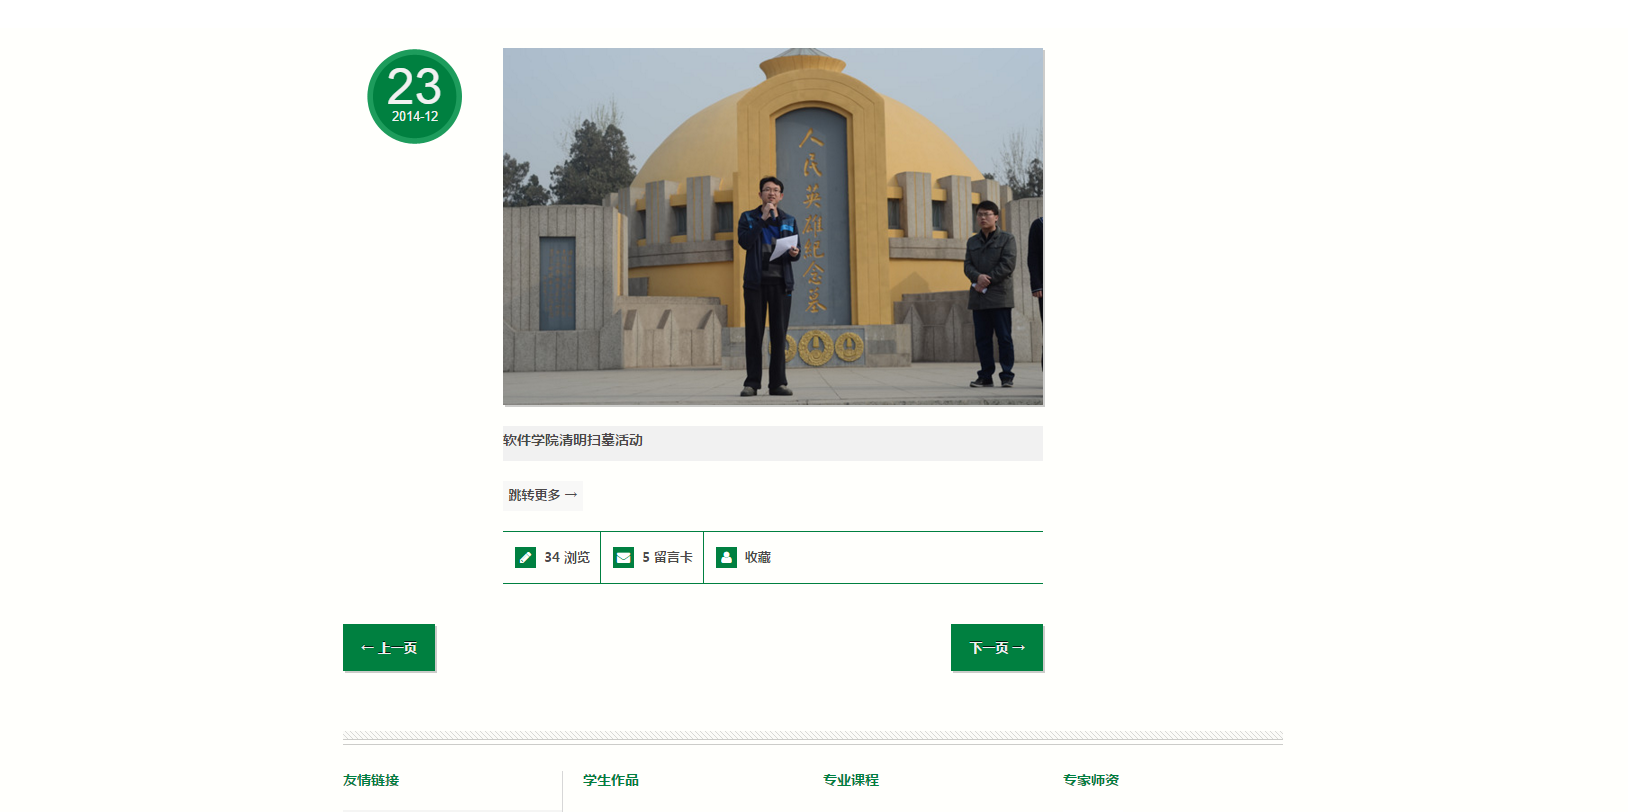 23
2014-12
人民英雄纪念墓
软件学院清明扫墓活动
跳转更多 →
34 浏览
5 留言卡
收藏
← 上一页
下一页 →
友情链接
学生作品
专业课程
专家师资